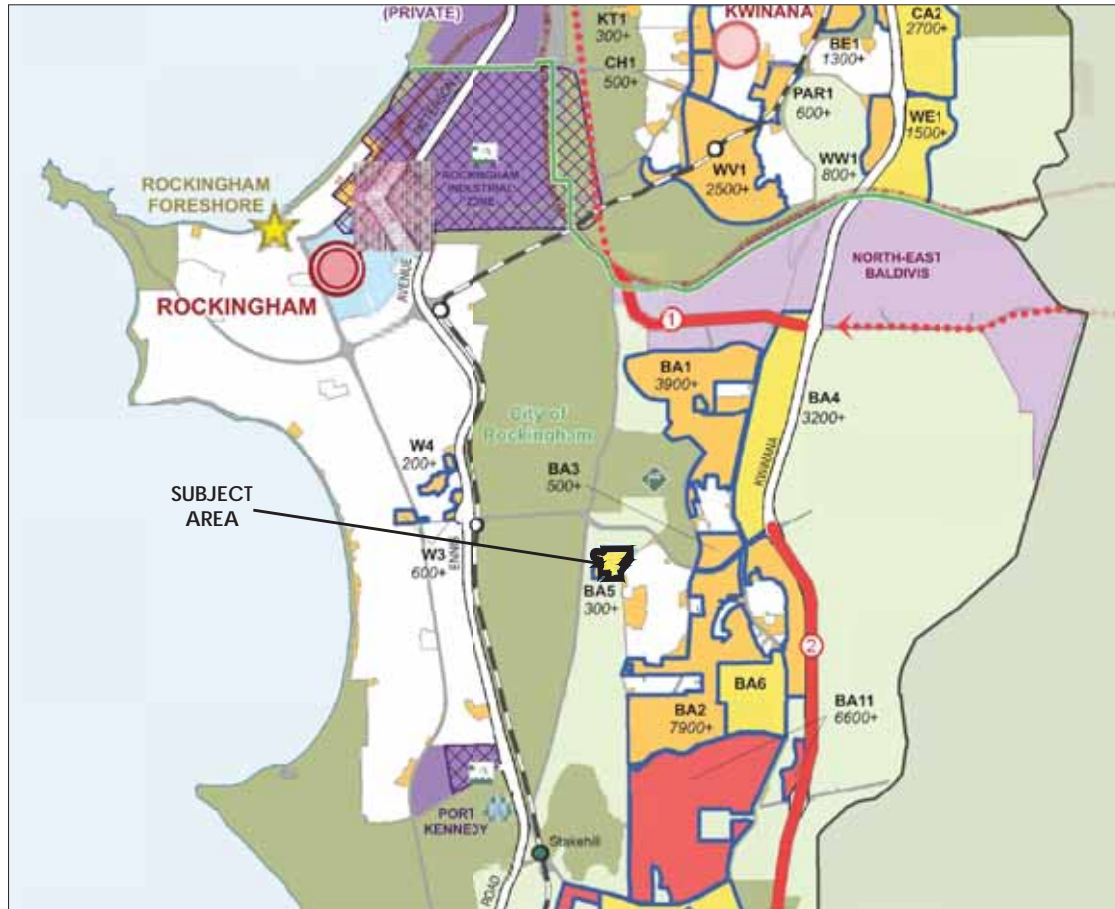 (PRIVATE)
KT1
300+
KWINANA
CA2
2700+
BE1
1300+
CH1
500+
PAR1
600+
WE1
1500+
WW1
800+
WV1
2500+
ROCKINGHAM
INDUSTRIAL
ZONE
ROCKINGHAM
FORESHORE
AVENUE
ROCKINGHAM
NORTH-EAST
BALDIVIS
1
BA1
3900+
BA4
3200+
KWINANA
City of
Rockingham
W4
200+
BA3
500+
SUBJECT
AREA
W3
600+
ENNIS
BA5
300+
2
BA6
BA2
7900+
BA11
6600+
PORT
KENNEDY
Stakehill
ROAD